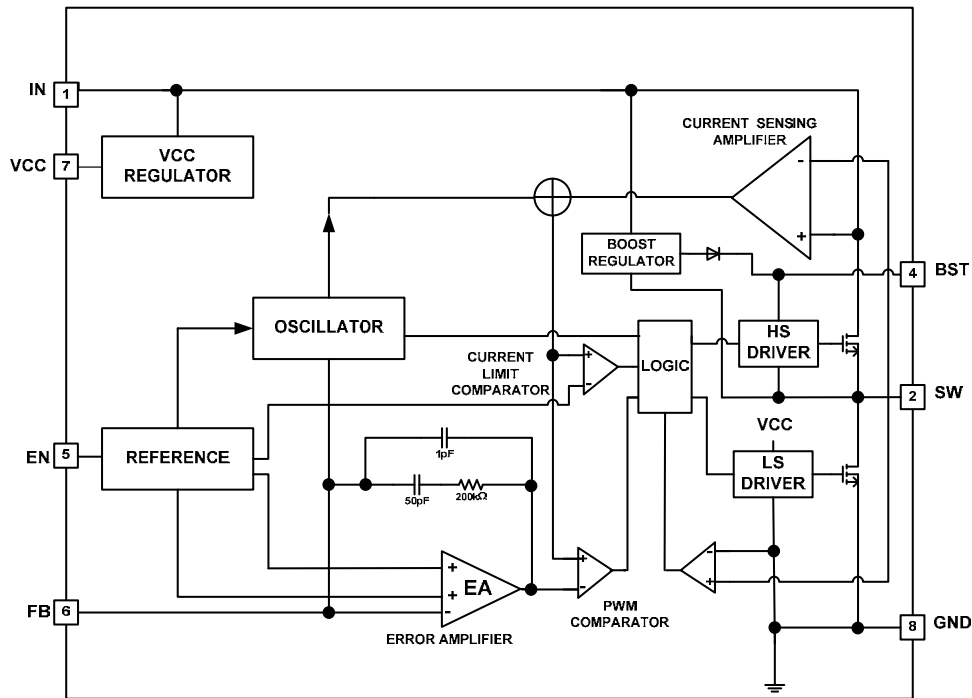 IN
1
VCC
7
VCC
REGULATOR
CURRENT SENSING
AMPLIFIER
-
+
BOOST
REGULATOR
4
BST
OSCILLATOR
HS
DRIVER
LOGIC
CURRENT
LIMIT
COMPARATOR
+
-
2
SW
VCC
EN
5
REFERENCE
1pF
50pF
200kΩ
LS
DRIVER
+
+
-
EA
ERROR AMPLIFIER
+
-
PWM
COMPARATOR
-
+
FB
6
8
GND